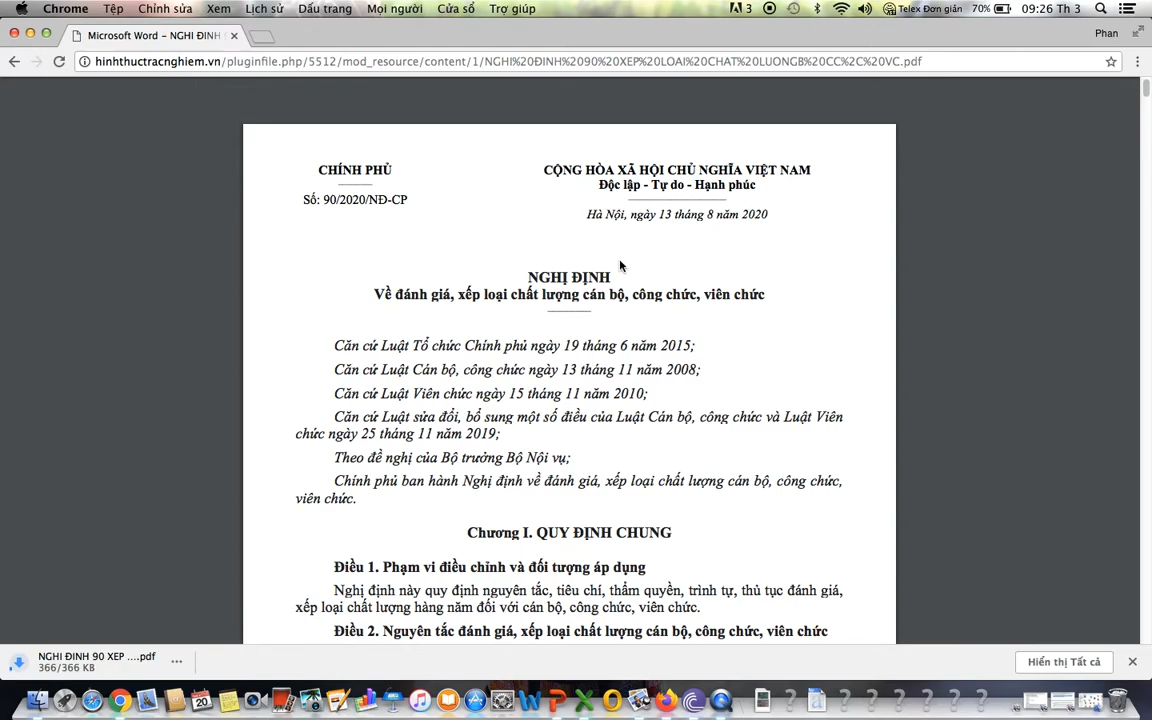 Chrome Tệp Chỉnh sửa Xem Lịch sử Dấu trang Mọi người Cửa sổ Trợ giúp 3 Telex Đơn giản 70% 09:26 Th 3
Microsoft Word - NGHI ĐINH Phan
hinhthuctracnghiem.vn/pluginfile.php/5512/mod_resource/content/1/NGHI%20ĐINH%2090%20XEP%20LOAI%20CHAT%20LUONGB%20CC%2C%20VC.pdf
CHÍNH PHỦ
CỘNG HÒA XÃ HỘI CHỦ NGHĨA VIỆT NAM
Độc lập - Tự do - Hạnh phúc
Số: 90/2020/NĐ-CP
Hà Nội, ngày 13 tháng 8 năm 2020
NGHỊ ĐỊNH
Về đánh giá, xếp loại chất lượng cán bộ, công chức, viên chức
Căn cứ Luật Tổ chức Chính phủ ngày 19 tháng 6 năm 2015;
Căn cứ Luật Cán bộ, công chức ngày 13 tháng 11 năm 2008;
Căn cứ Luật Viên chức ngày 15 tháng 11 năm 2010;
Căn cứ Luật sửa đổi, bổ sung một số điều của Luật Cán bộ, công chức và Luật Viên
chức ngày 25 tháng 11 năm 2019;
Theo đề nghị của Bộ trưởng Bộ Nội vụ;
Chính phủ ban hành Nghị định về đánh giá, xếp loại chất lượng cán bộ, công chức,
viên chức.
Chương I. QUY ĐỊNH CHUNG
Điều 1. Phạm vi điều chỉnh và đối tượng áp dụng
Nghị định này quy định nguyên tắc, tiêu chí, thẩm quyền, trình tự, thủ tục đánh giá,
xếp loại chất lượng hàng năm đối với cán bộ, công chức, viên chức.
Điều 2. Nguyên tắc đánh giá, xếp loại chất lượng cán bộ, công chức, viên chức
NGHI ĐINH 90 XEP ....pdf
366/366 KB
Hiển thị Tất cả
20